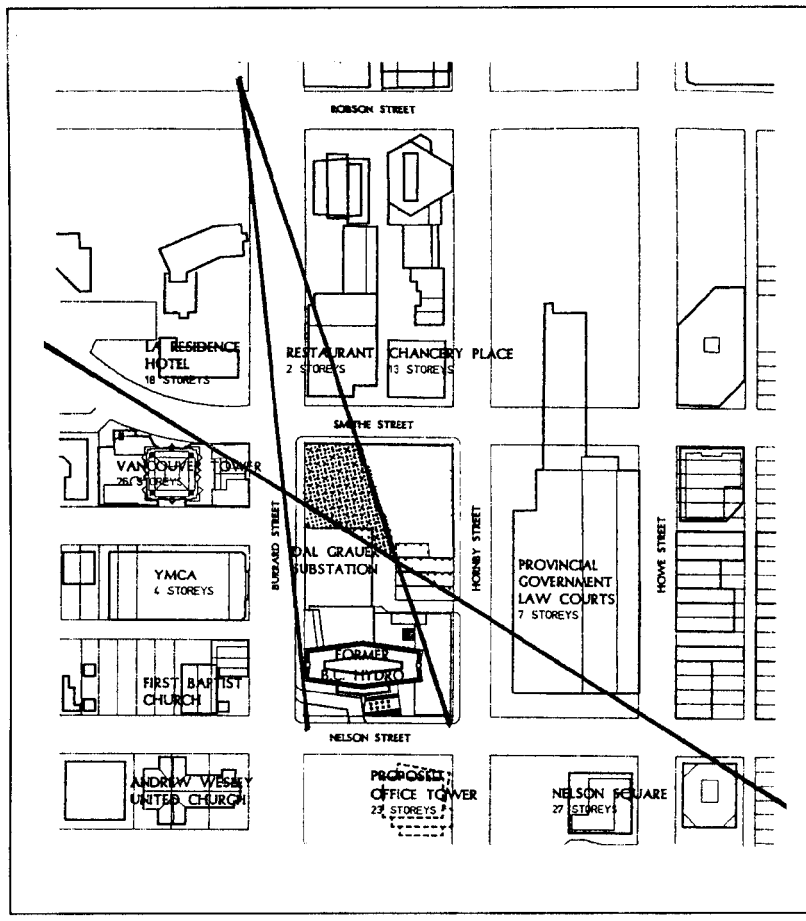 ROBSON STREET
LA RESIDENCE
HOTEL
18 STOREYS
RESTAURANT
2 STOREYS
CHANCERY PLACE
13 STOREYS
SMITHE STREET
VANCOUVER TOWER
26 STOREYS
BURRARD STREET
DAL GRAUER
SUBSTATION
HORNBY STREET
HOWE STREET
YMCA
4 STOREYS
PROVINCIAL
GOVERNMENT
LAW COURTS
7 STOREYS
FORMER
B.C. HYDRO
FIRST BAPTIST
CHURCH
NELSON STREET
ANDREW WESLEY
UNITED CHURCH
PROPOSED
OFFICE TOWER
23 STOREYS
NELSON SQUARE
27 STOREYS